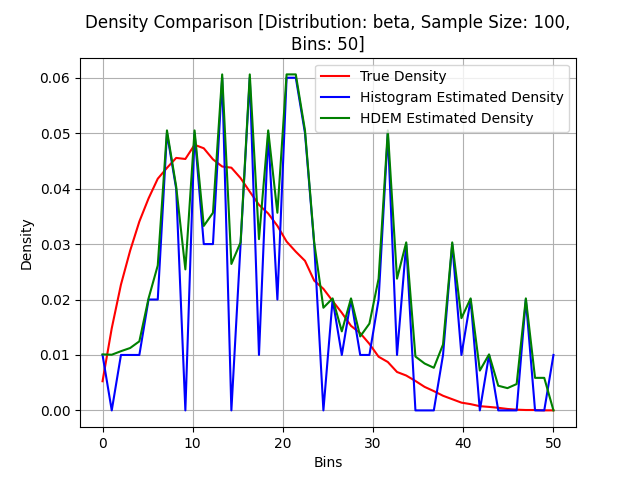 Density Comparison [Distribution: beta, Sample Size: 100,
Bins: 50]
True Density
Histogram Estimated Density
HDEM Estimated Density
Density
0.06
0.05
0.04
0.03
0.02
0.01
0.00
0 10 20 30 40 50
Bins